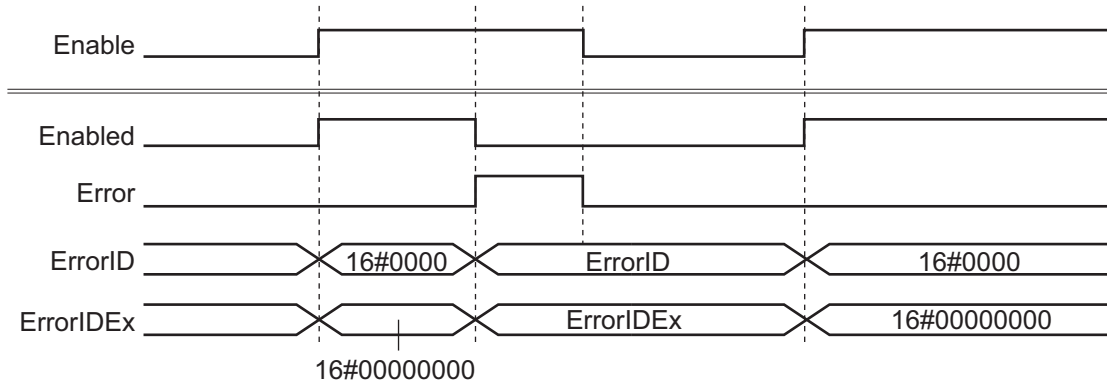 Enable
Enabled
Error
ErrorID 16#0000 ErrorID 16#0000
ErrorIDEx ErrorIDEx 16#00000000
16#00000000